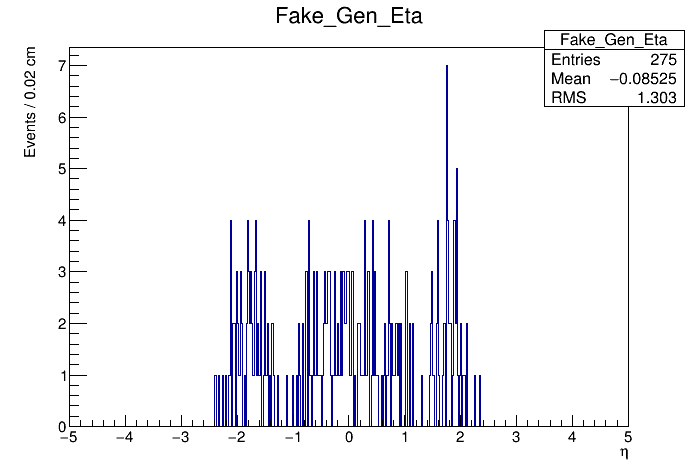 Fake_Gen_Eta
Fake_Gen_Eta
Entries 275
Mean −0.08525
RMS 1.303
Events / 0.02 cm
7
6
5
4
3
2
1
0
−5 −4 −3 −2 −1 0 1 2 3 4 5
η